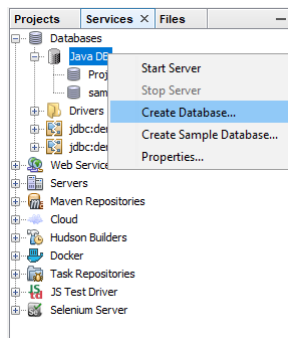 Projects Services × Files
Databases
Java DB
Proj
sam
Drivers
jdbc:der
jdbc:der
Web Service
Servers
Maven Repositories
Cloud
Hudson Builders
Docker
Task Repositories
JS Test Driver
Selenium Server
Start Server
Stop Server
Create Database...
Create Sample Database...
Properties...